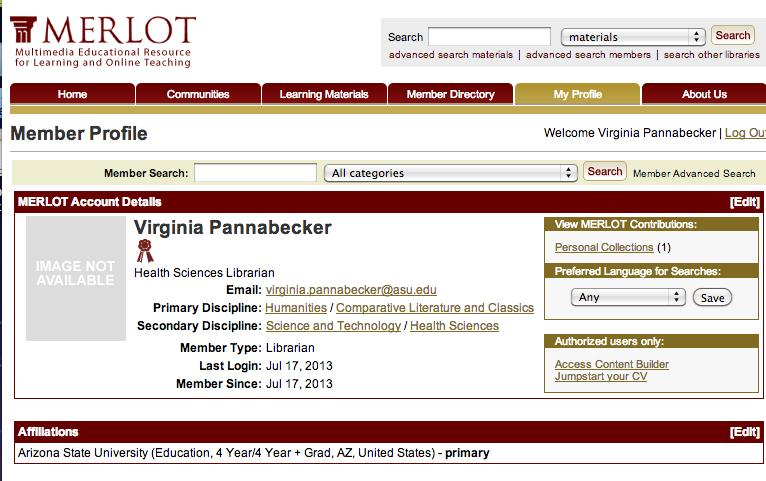 MERLOT
Multimedia Educational Resource
for Learning and Online Teaching
Search materials Search
advanced search materials | advanced search members | search other libraries
Home Communities Learning Materials Member Directory My Profile About Us
Member Profile
Welcome Virginia Pannabecker | Log Ou
Member Search: All categories Search Member Advanced Search
MERLOT Account Details [Edit]
IMAGE NOT
AVAILABLE
Virginia Pannabecker
Health Sciences Librarian
Email: virginia.pannabecker@asu.edu
Primary Discipline: Humanities / Comparative Literature and Classics
Secondary Discipline: Science and Technology / Health Sciences
Member Type: Librarian
Last Login: Jul 17, 2013
Member Since: Jul 17, 2013
View MERLOT Contributions:
Personal Collections (1)
Preferred Language for Searches:
Any Save
Authorized users only:
Access Content Builder
Jumpstart your CV
Affiliations [Edit]
Arizona State University (Education, 4 Year/4 Year + Grad, AZ, United States) - primary